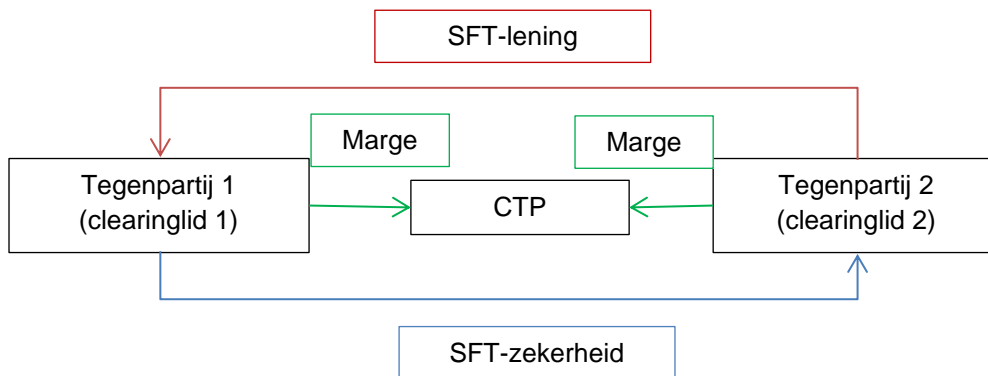 SFT-lening
Marge
Marge
Tegenpartij 1
(clearinglid 1)
CTP
Tegenpartij 2
(clearinglid 2)
SFT-zekerheid